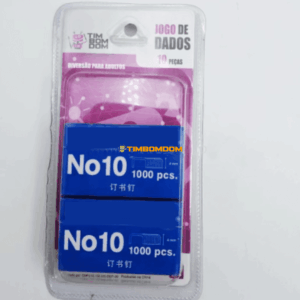 TIM
BOM
DOM
JOGO DE
DADOS
10 PEÇAS
DIVERSÃO PARA ADULTOS
TIMBOMDOM
No10
1000 pcs.
订书钉
No10
1000 pcs.
订书钉